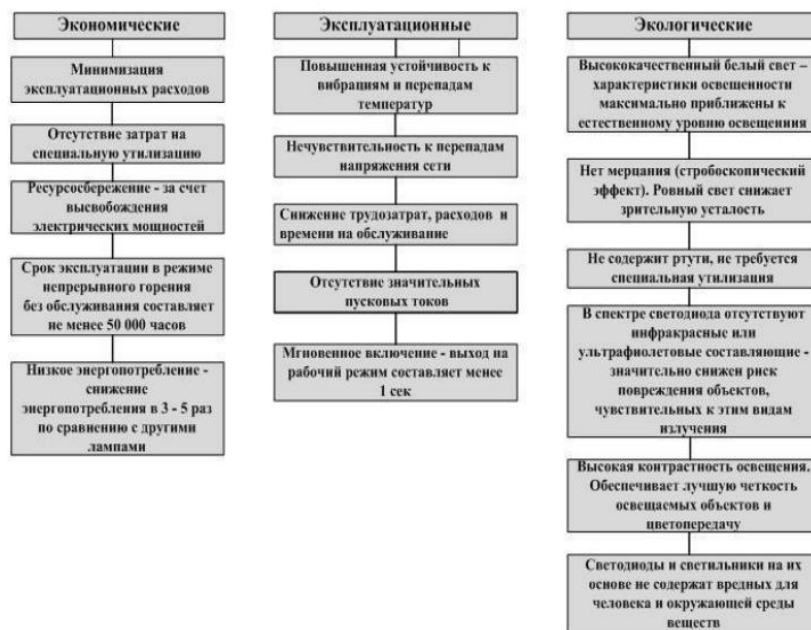 Экономические
Минимизация
эксплуатационных расходов
Отсутствие затрат на
специальную утилизацию
Ресурсосбережение - за счет
высвобождения
электрических мощностей
Срок эксплуатации в режиме
непрерывного горения
без обслуживания составляет
не менее 50 000 часов
Низкое энергопотребление -
снижение
энергопотребления в 3 - 5 раз
по сравнению с другими
лампами
Эксплуатационные
Повышенная устойчивость к
вибрациям и перепадам
температур
Нечувствительность к перепадам
напряжения сети
Снижение трудозатрат, расходов и
времени на обслуживание
Отсутствие значительных
пусковых токов
Мгновенное включение - выход на
рабочий режим составляет менее
1 сек
Экологические
Высококачественный белый свет –
характеристики освещенности
максимально приближены к
естественному уровню освещения
Нет мерцания (стробоскопический
эффект). Ровный свет снижает
зрительную усталость
Не содержит ртути, не требуется
специальная утилизация
В спектре светодиода отсутствуют
инфракрасные или
ультрафиолетовые составляющие -
значительно снижен риск
повреждения объектов,
чувствительных к этим видам
излучения
Высокая контрастность освещения.
Обеспечивает лучшую четкость
освещаемых объектов и
цветопередачу
Светодиоды и светильники на их
основе не содержат вредных для
человека и окружающей среды
веществ